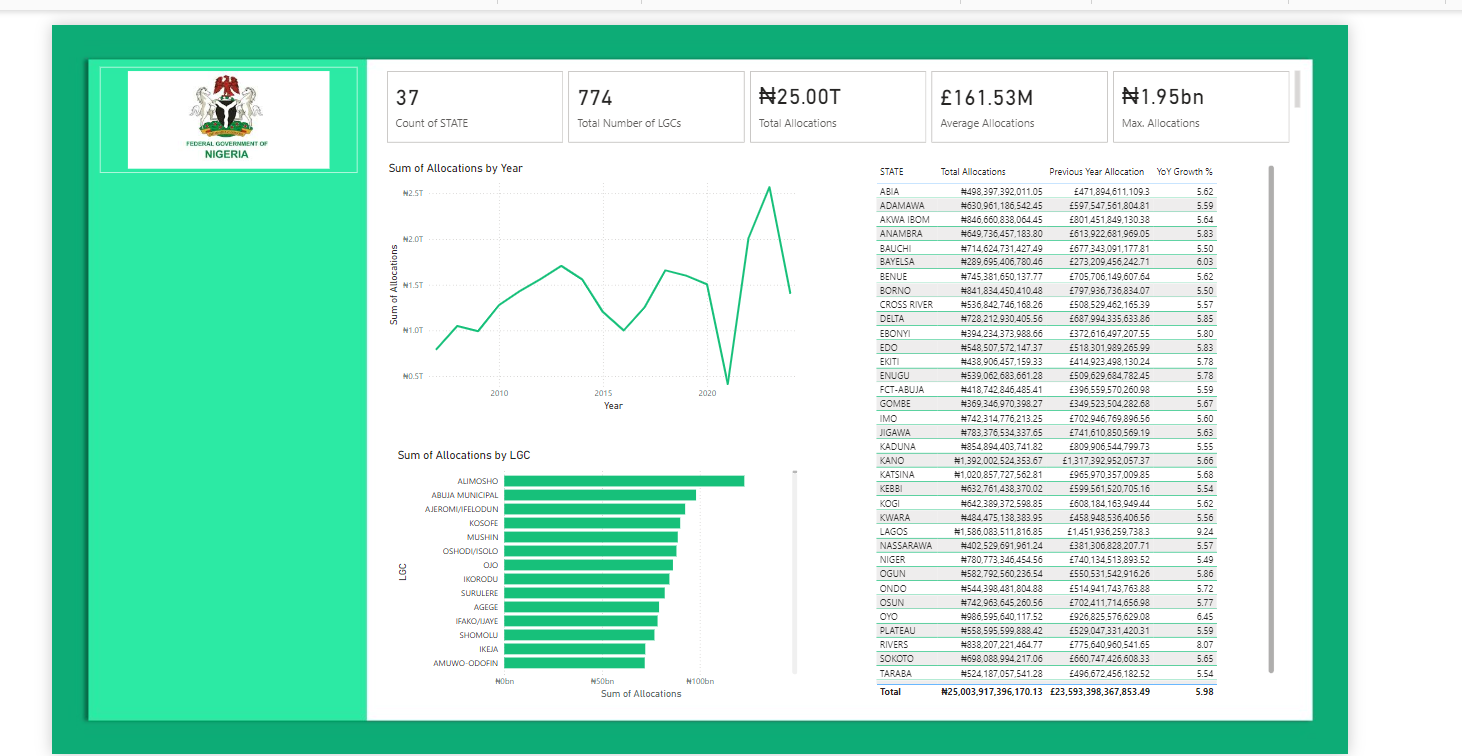 FEDERAL GOVERNMENT OF
NIGERIA
37
Count of STATE
774
Total Number of LGCs
₦25.00T
Total Allocations
£161.53M
Average Allocations
₦1.95bn
Max. Allocations
Sum of Allocations by Year
₦2.5T
₦2.0T
₦1.5T
₦1.0T
₦0.5T
Sum of Allocations
2010 2015 2020
Year
Sum of Allocations by LGC
LGC
ALIMOSHO
ABUJA MUNICIPAL
AJEROMI/IFELODUN
KOSOFE
MUSHIN
OSHODI/ISOLO
OJO
IKORODU
SURULERE
AGEGE
IFAKO/IJAYE
SHOMOLU
IKEJA
AMUWO-ODOFIN
₦0bn ₦50bn ₦100bn
Sum of Allocations
STATE Total Allocations Previous Year Allocation YoY Growth %
ABIA ₦498,397,392,011.05 £471,894,611,109.3 5.62
ADAMAWA ₦630,961,186,542.45 £597,547,561,804.81 5.59
AKWA IBOM ₦846,660,838,064.45 £801,451,849,130.38 5.64
ANAMBRA ₦649,736,457,183.80 £613,922,681,969.05 5.83
BAUCHI ₦714,624,731,427.49 £677,343,091,177.81 5.50
BAYELSA ₦289,695,406,780.46 £273,209,456,242.71 6.03
BENUE ₦745,381,650,137.77 £705,706,149,607.64 5.62
BORNO ₦841,834,450,410.48 £797,936,736,834.07 5.50
CROSS RIVER ₦536,842,746,168.26 £508,529,462,165.39 5.57
DELTA ₦728,212,930,405.56 £687,994,335,633.86 5.85
EBONYI ₦394,234,373,988.66 £372,616,497,207.55 5.80
EDO ₦548,507,572,147.37 £518,301,989,265.99 5.83
EKITI ₦438,906,457,159.33 £414,923,498,130.24 5.78
ENUGU ₦539,062,683,661.28 £509,629,684,782.45 5.78
FCT-ABUJA ₦418,742,846,485.41 £396,559,570,260.98 5.59
GOMBE ₦369,346,970,398.27 £349,523,504,282.68 5.67
IMO ₦742,314,776,213.25 £702,946,769,896.56 5.60
JIGAWA ₦783,376,534,337.65 £741,610,850,569.19 5.63
KADUNA ₦854,894,403,741.82 £809,906,544,799.73 5.55
KANO ₦1,392,002,524,353.67 £1,317,392,952,057.37 5.66
KATSINA ₦1,020,857,727,562.81 £965,970,357,009.85 5.68
KEBBI ₦632,761,438,370.02 £599,561,520,705.16 5.54
KOGI ₦642,389,372,598.85 £608,184,163,949.44 5.62
KWARA ₦484,475,138,383.95 £458,948,536,406.56 5.56
LAGOS ₦1,586,083,511,816.85 £1,451,936,259,738.3 9.24
NASSARAWA ₦402,529,691,961.24 £381,306,828,207.71 5.57
NIGER ₦780,773,346,454.56 £740,134,513,893.52 5.49
OGUN ₦582,792,560,236.54 £550,531,542,916.26 5.86
ONDO ₦544,398,481,804.88 £514,941,743,763.88 5.72
OSUN ₦742,963,645,260.56 £702,411,714,656.98 5.77
OYO ₦986,595,640,117.52 £926,825,576,629.08 6.45
PLATEAU ₦558,595,599,888.42 £529,047,331,420.31 5.59
RIVERS ₦838,207,221,464.77 £775,640,960,541.65 8.07
SOKOTO ₦698,088,994,217.06 £660,747,426,608.33 5.65
TARABA ₦524,187,057,541.28 £496,672,456,182.52 5.54
Total ₦25,003,917,396,170.13 £23,593,398,367,853.49 5.98